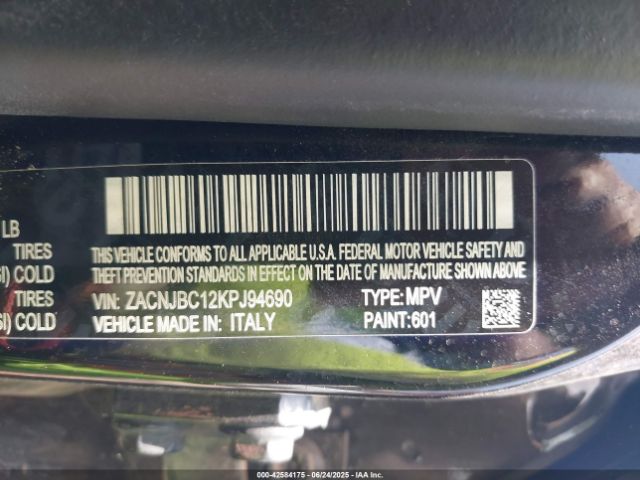 LB
TIRES
SI) COLD
TIRES
SI) COLD
THIS VEHICLE CONFORMS TO ALL APPLICABLE U.S.A. FEDERAL MOTOR VEHICLE SAFETY AND
THEFT PREVENTION STANDARDS IN EFFECT ON THE DATE OF MANUFACTURE SHOWN ABOVE
VIN: ZACNJBC12KPJ94690 TYPE: MPV
VEHICLE MADE IN: ITALY PAINT: 601
000-42584175 | 06/24/2025 | © IAA, Inc.